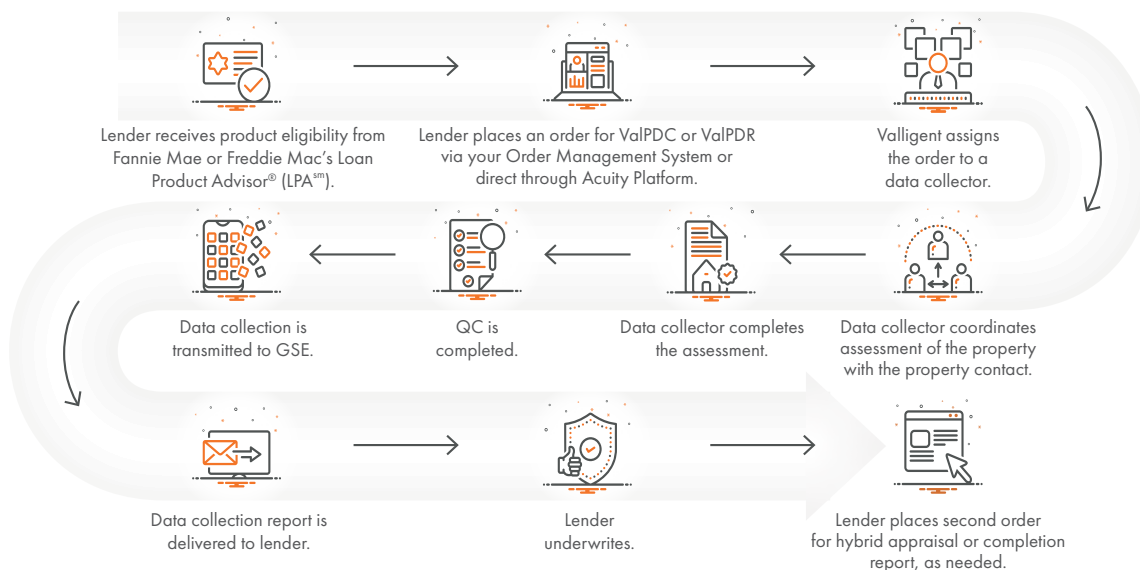 Lender receives product eligibility from
Fannie Mae or Freddie Mac’s Loan
Product Advisor® (LPA℠).
Lender places an order for ValPDC or ValPDR
via your Order Management System or
direct through Acuity Platform.
Valligent assigns
the order to a
data collector.
Data collector coordinates
assessment of the property
with the property contact.
Data collector completes
the assessment.
QC is
completed.
Data collection is
transmitted to GSE.
Data collection report is
delivered to lender.
Lender
underwrites.
Lender places second order
for hybrid appraisal or completion
report, as needed.